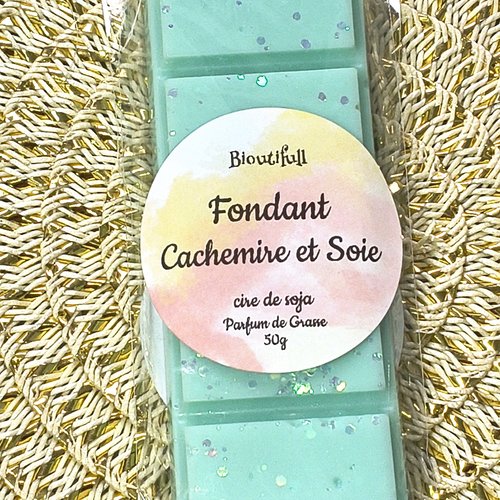 Bioutifull
Fondant
Cachemire et Soie
cire de soja
Parfum de Grasse
50g